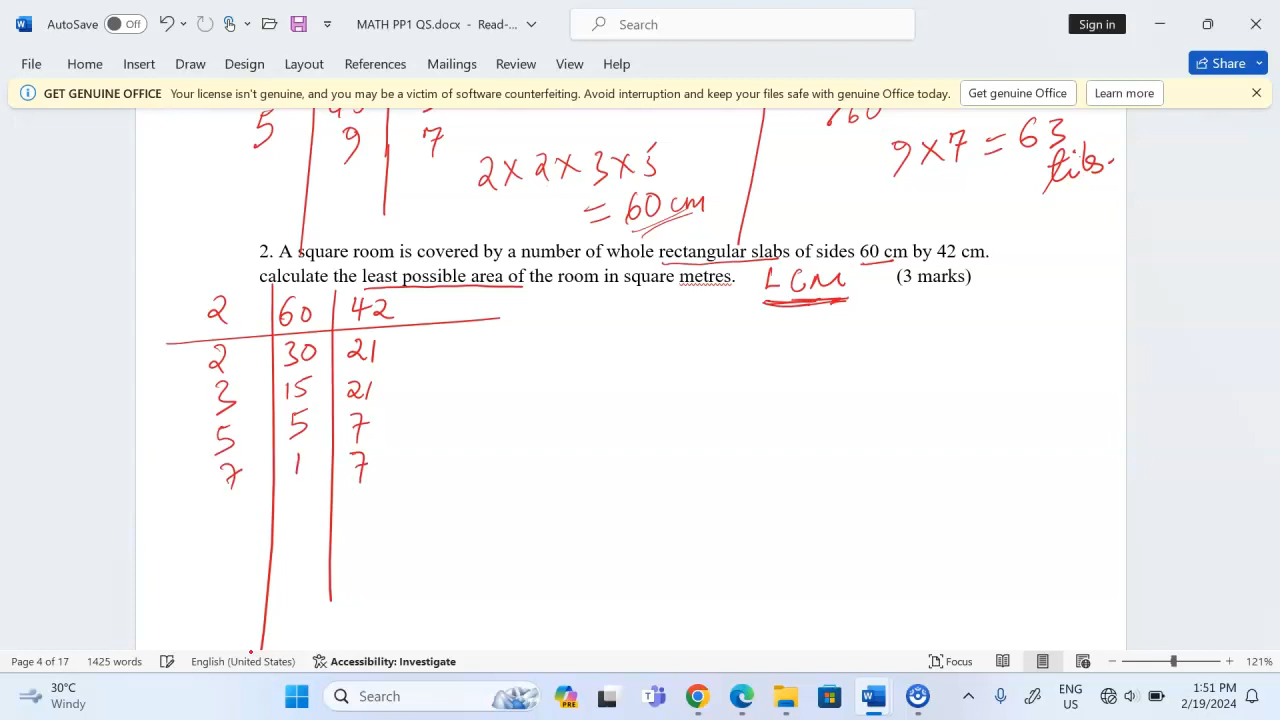 AutoSave Off MATH PP1 QS.docx - Read-... Search Sign in
File Home Insert Draw Design Layout References Mailings Review View Help Share
GET GENUINE OFFICE Your license isn't genuine, and you may be a victim of software counterfeiting. Avoid interruption and keep your files safe with genuine Office today. Get genuine Office Learn more
5 9 7
2 x 2 x 3 x 5
= 60 cm
9 x 7 = 63
2. A square room is covered by a number of whole rectangular slabs of sides 60 cm by 42 cm.
calculate the least possible area of the room in square metres. LCM (3 marks)
2 60 42
2 30 21
3 15 21
5 5 7
7 1 7
Page 4 of 17 1425 words English (United States) Accessibility: Investigate Focus 121%
30°C
Windy
Search
PRE
ENG
US
1:51 PM
2/19/2024